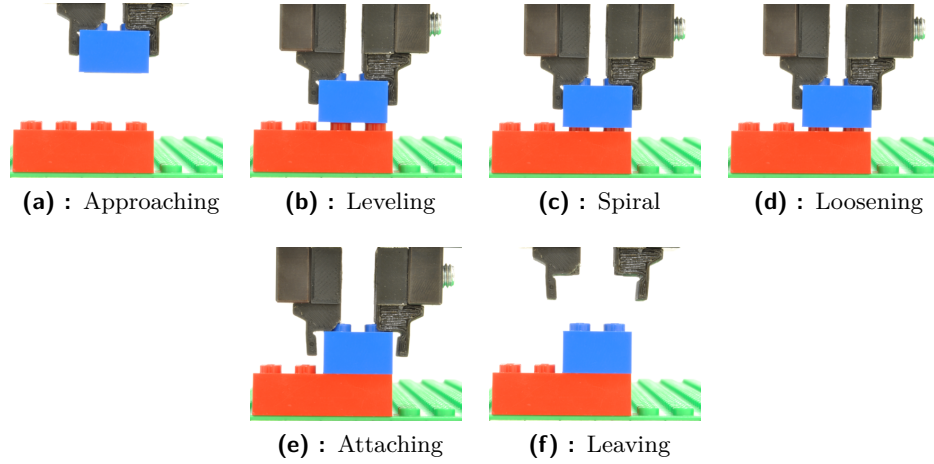 (a) : Approaching
(b) : Leveling
(c) : Spiral
(d) : Loosening
(e) : Attaching
(f) : Leaving